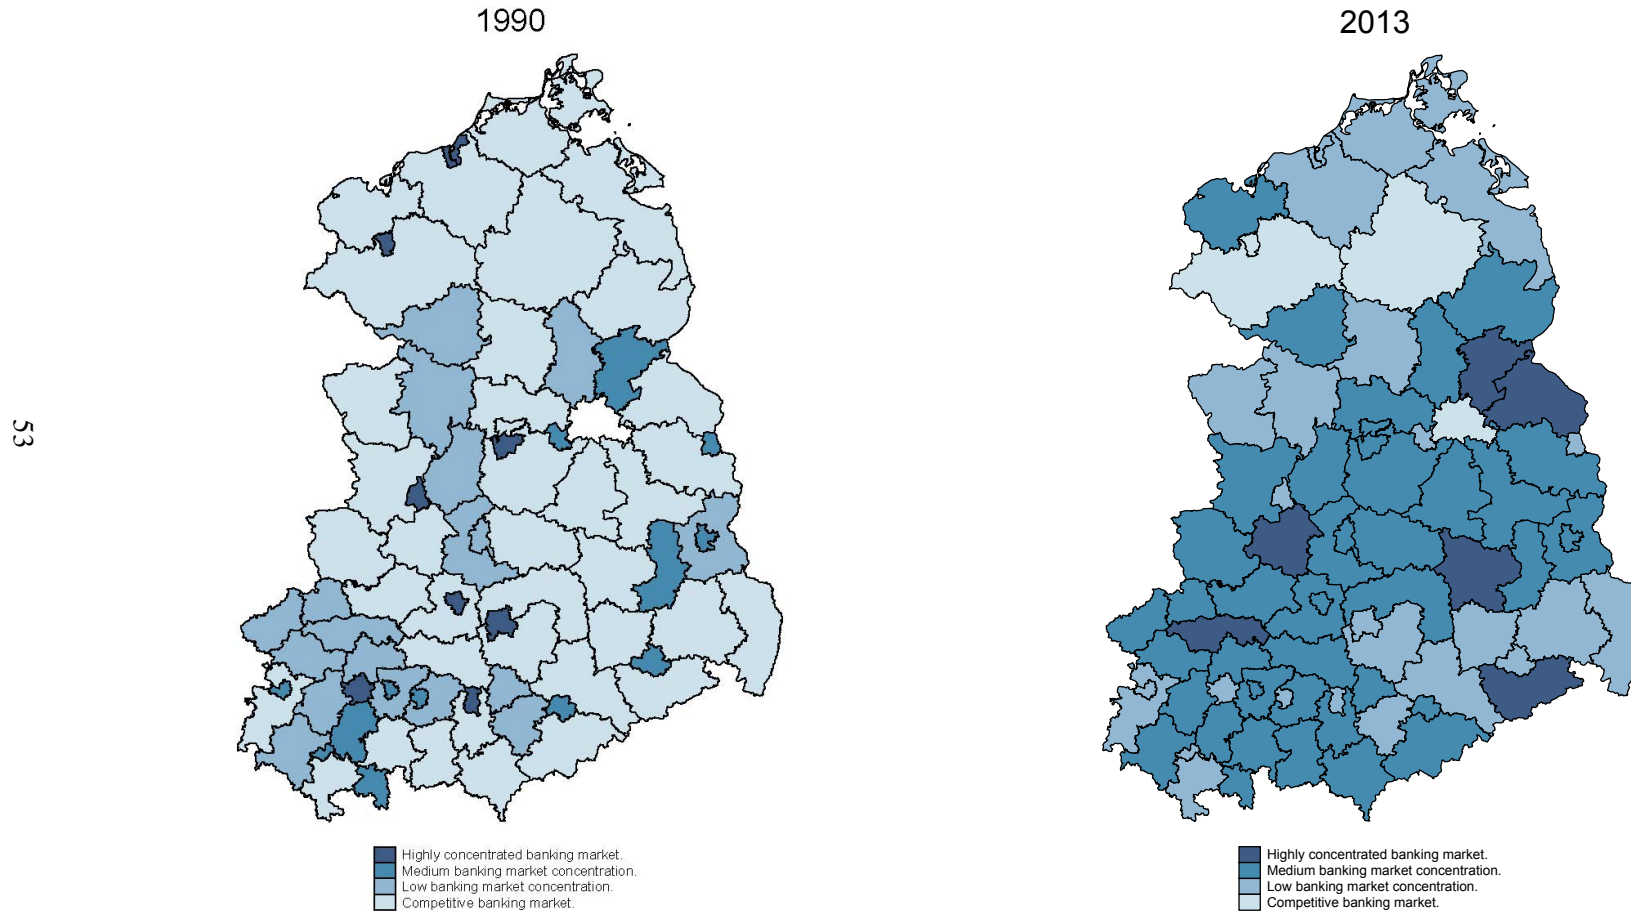 1990
2013
53
Highly concentrated banking market.
Medium banking market concentration.
Low banking market concentration.
Competitive banking market.
Highly concentrated banking market.
Medium banking market concentration.
Low banking market concentration.
Competitive banking market.